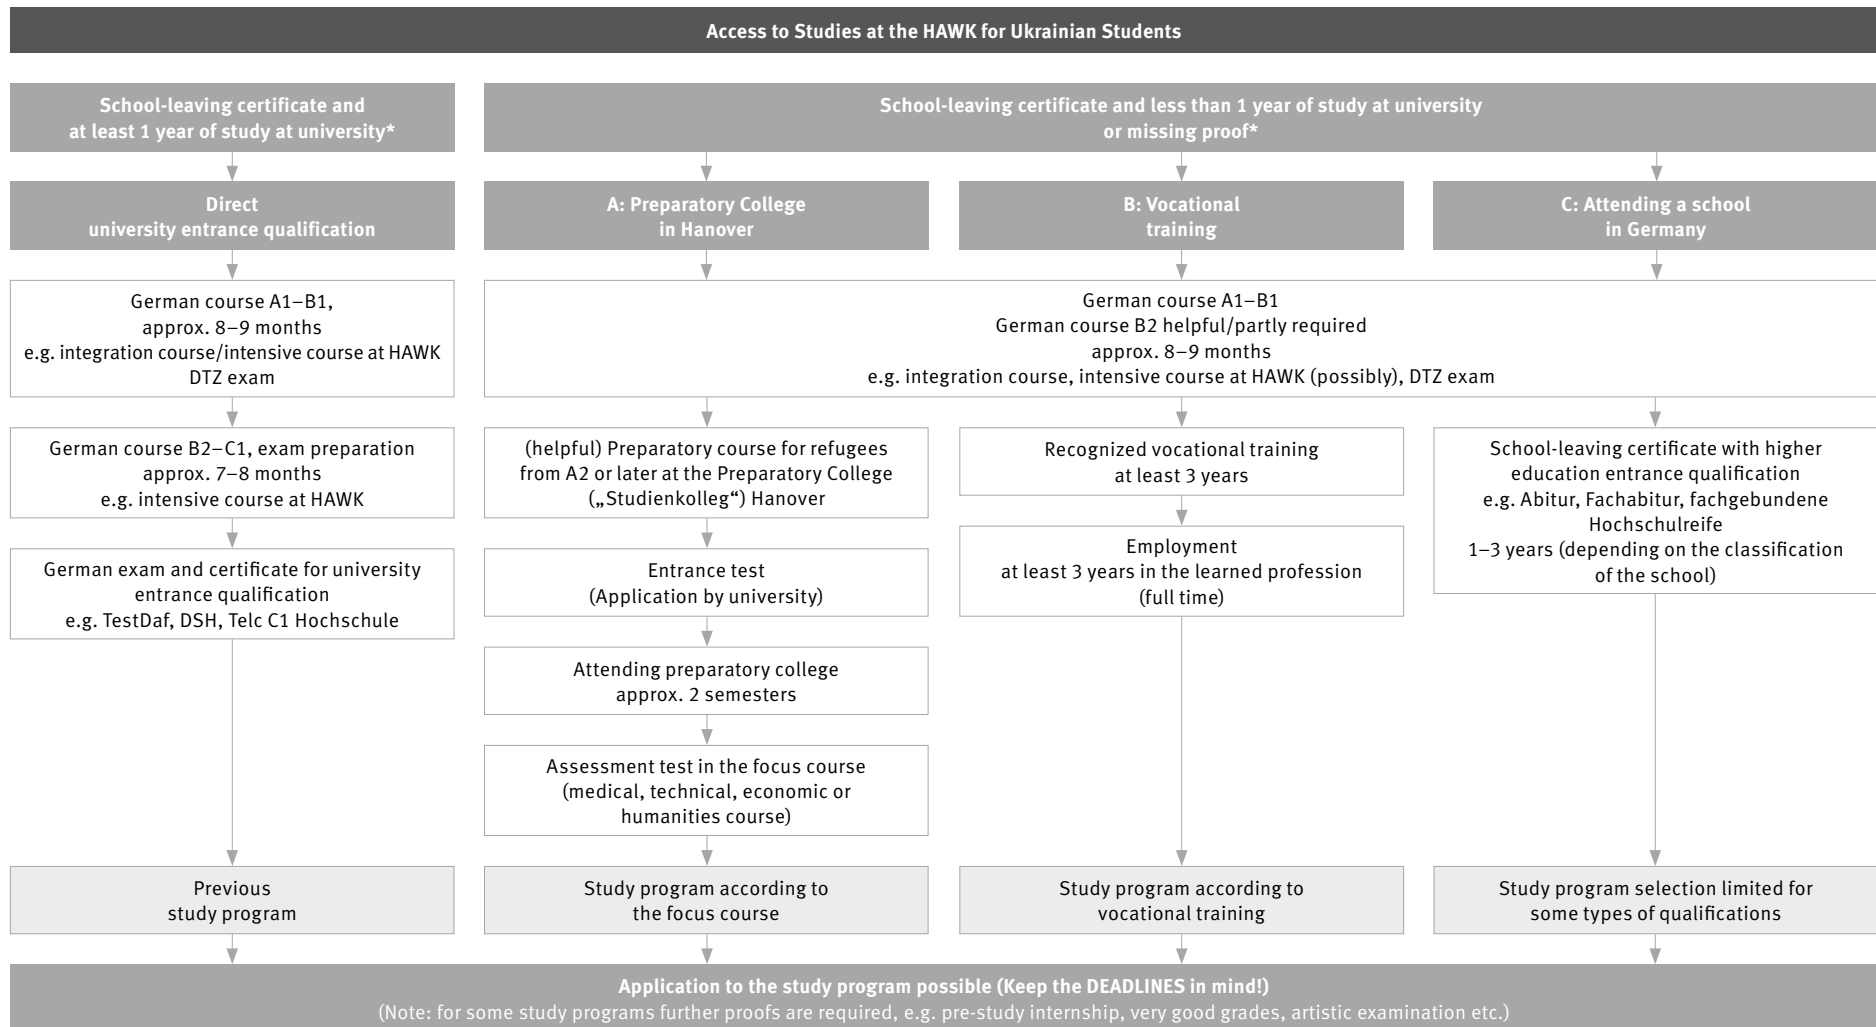 Access to Studies at the HAWK for Ukrainian Students
School-leaving certificate and
at least 1 year of study at university*
School-leaving certificate and less than 1 year of study at university
or missing proof*
Direct
university entrance qualification
A: Preparatory College
in Hanover
B: Vocational
training
C: Attending a school
in Germany
German course A1–B1,
approx. 8–9 months
e.g. integration course/intensive course at HAWK
DTZ exam
German course A1–B1
German course B2 helpful/partly required
approx. 8–9 months
e.g. integration course, intensive course at HAWK (possibly), DTZ exam
German course B2–C1, exam preparation
approx. 7–8 months
e.g. intensive course at HAWK
(helpful) Preparatory course for refugees
from A2 or later at the Preparatory College
(„Studienkolleg“) Hanover
Recognized vocational training
at least 3 years
School-leaving certificate with higher
education entrance qualification
e.g. Abitur, Fachabitur, fachgebundene
Hochschulreife
1–3 years (depending on the classification
of the school)
German exam and certificate for university
entrance qualification
e.g. TestDaf, DSH, Telc C1 Hochschule
Entrance test
(Application by university)
Employment
at least 3 years in the learned profession
(full time)
Attending preparatory college
approx. 2 semesters
Assessment test in the focus course
(medical, technical, economic or
humanities course)
Previous
study program
Study program according to
the focus course
Study program according to
vocational training
Study program selection limited for
some types of qualifications
Application to the study program possible (Keep the DEADLINES in mind!)
(Note: for some study programs further proofs are required, e.g. pre-study internship, very good grades, artistic examination etc.)